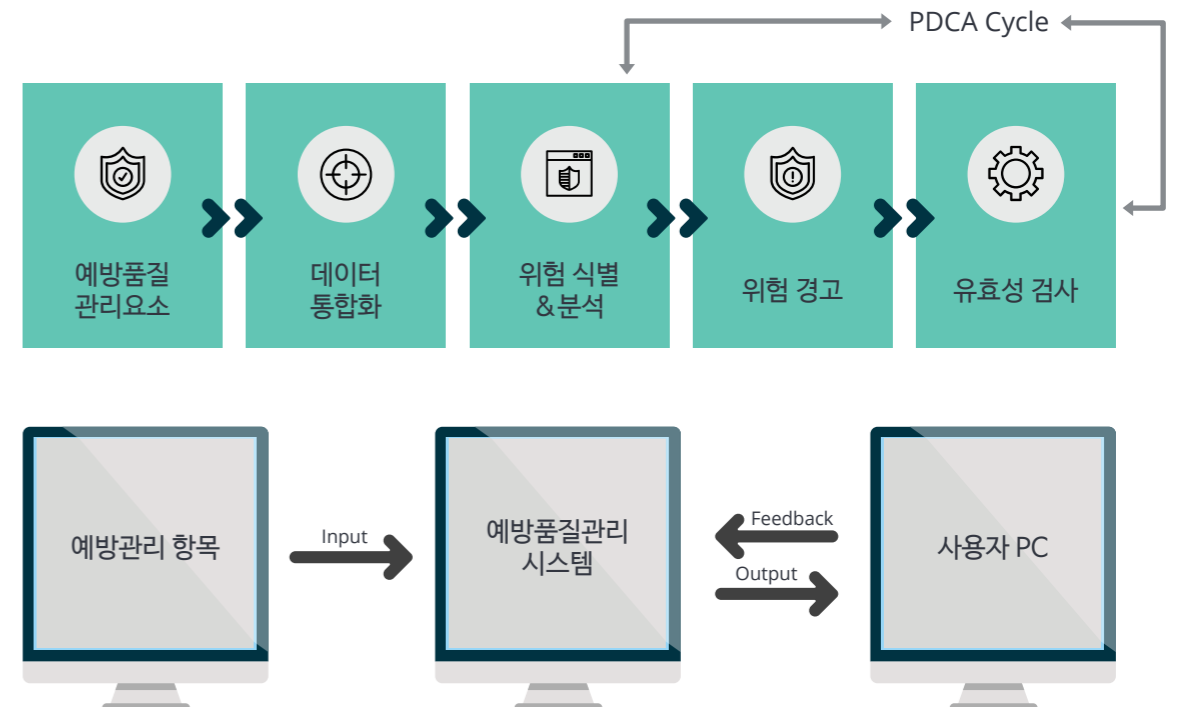 PDCA Cycle
예방품질
관리요소
데이터
통합화
위험 식별
&분석
위험 경고
유효성 검사
예방관리 항목
Input
예방품질관리
시스템
Feedback
Output
사용자 PC